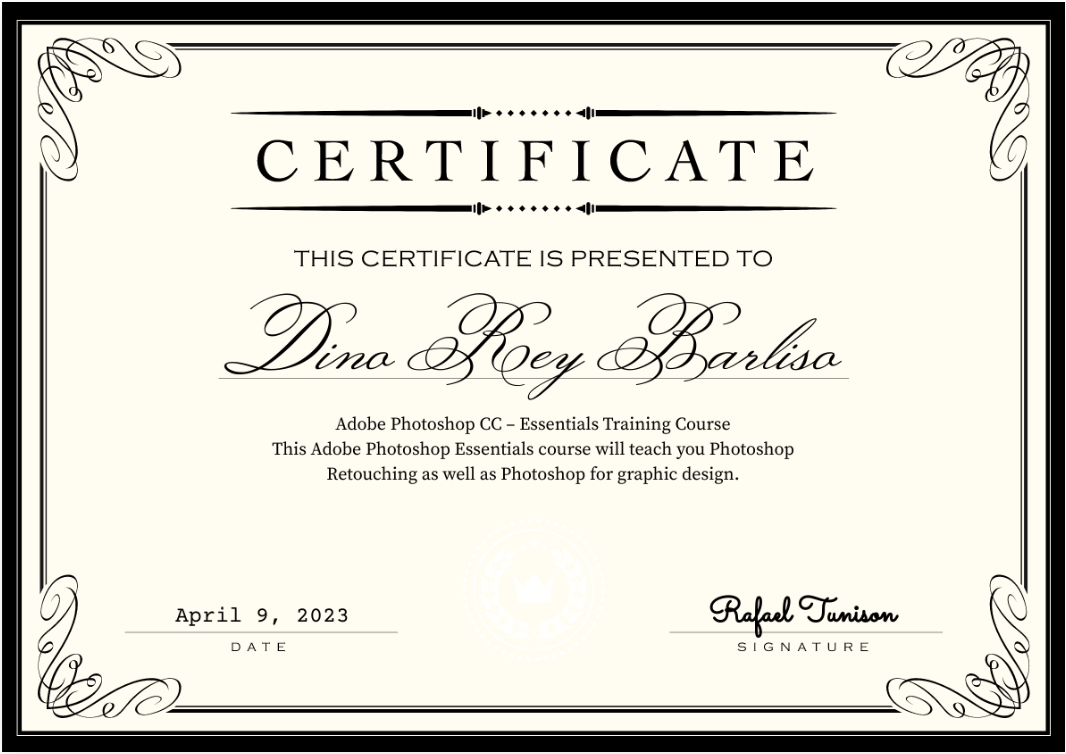 CERTIFICATE
THIS CERTIFICATE IS PRESENTED TO
Dino Rey Barliso
Adobe Photoshop CC – Essentials Training Course
This Adobe Photoshop Essentials course will teach you Photoshop
Retouching as well as Photoshop for graphic design.
April 9, 2023
DATE
Rafael Tunison
SIGNATURE